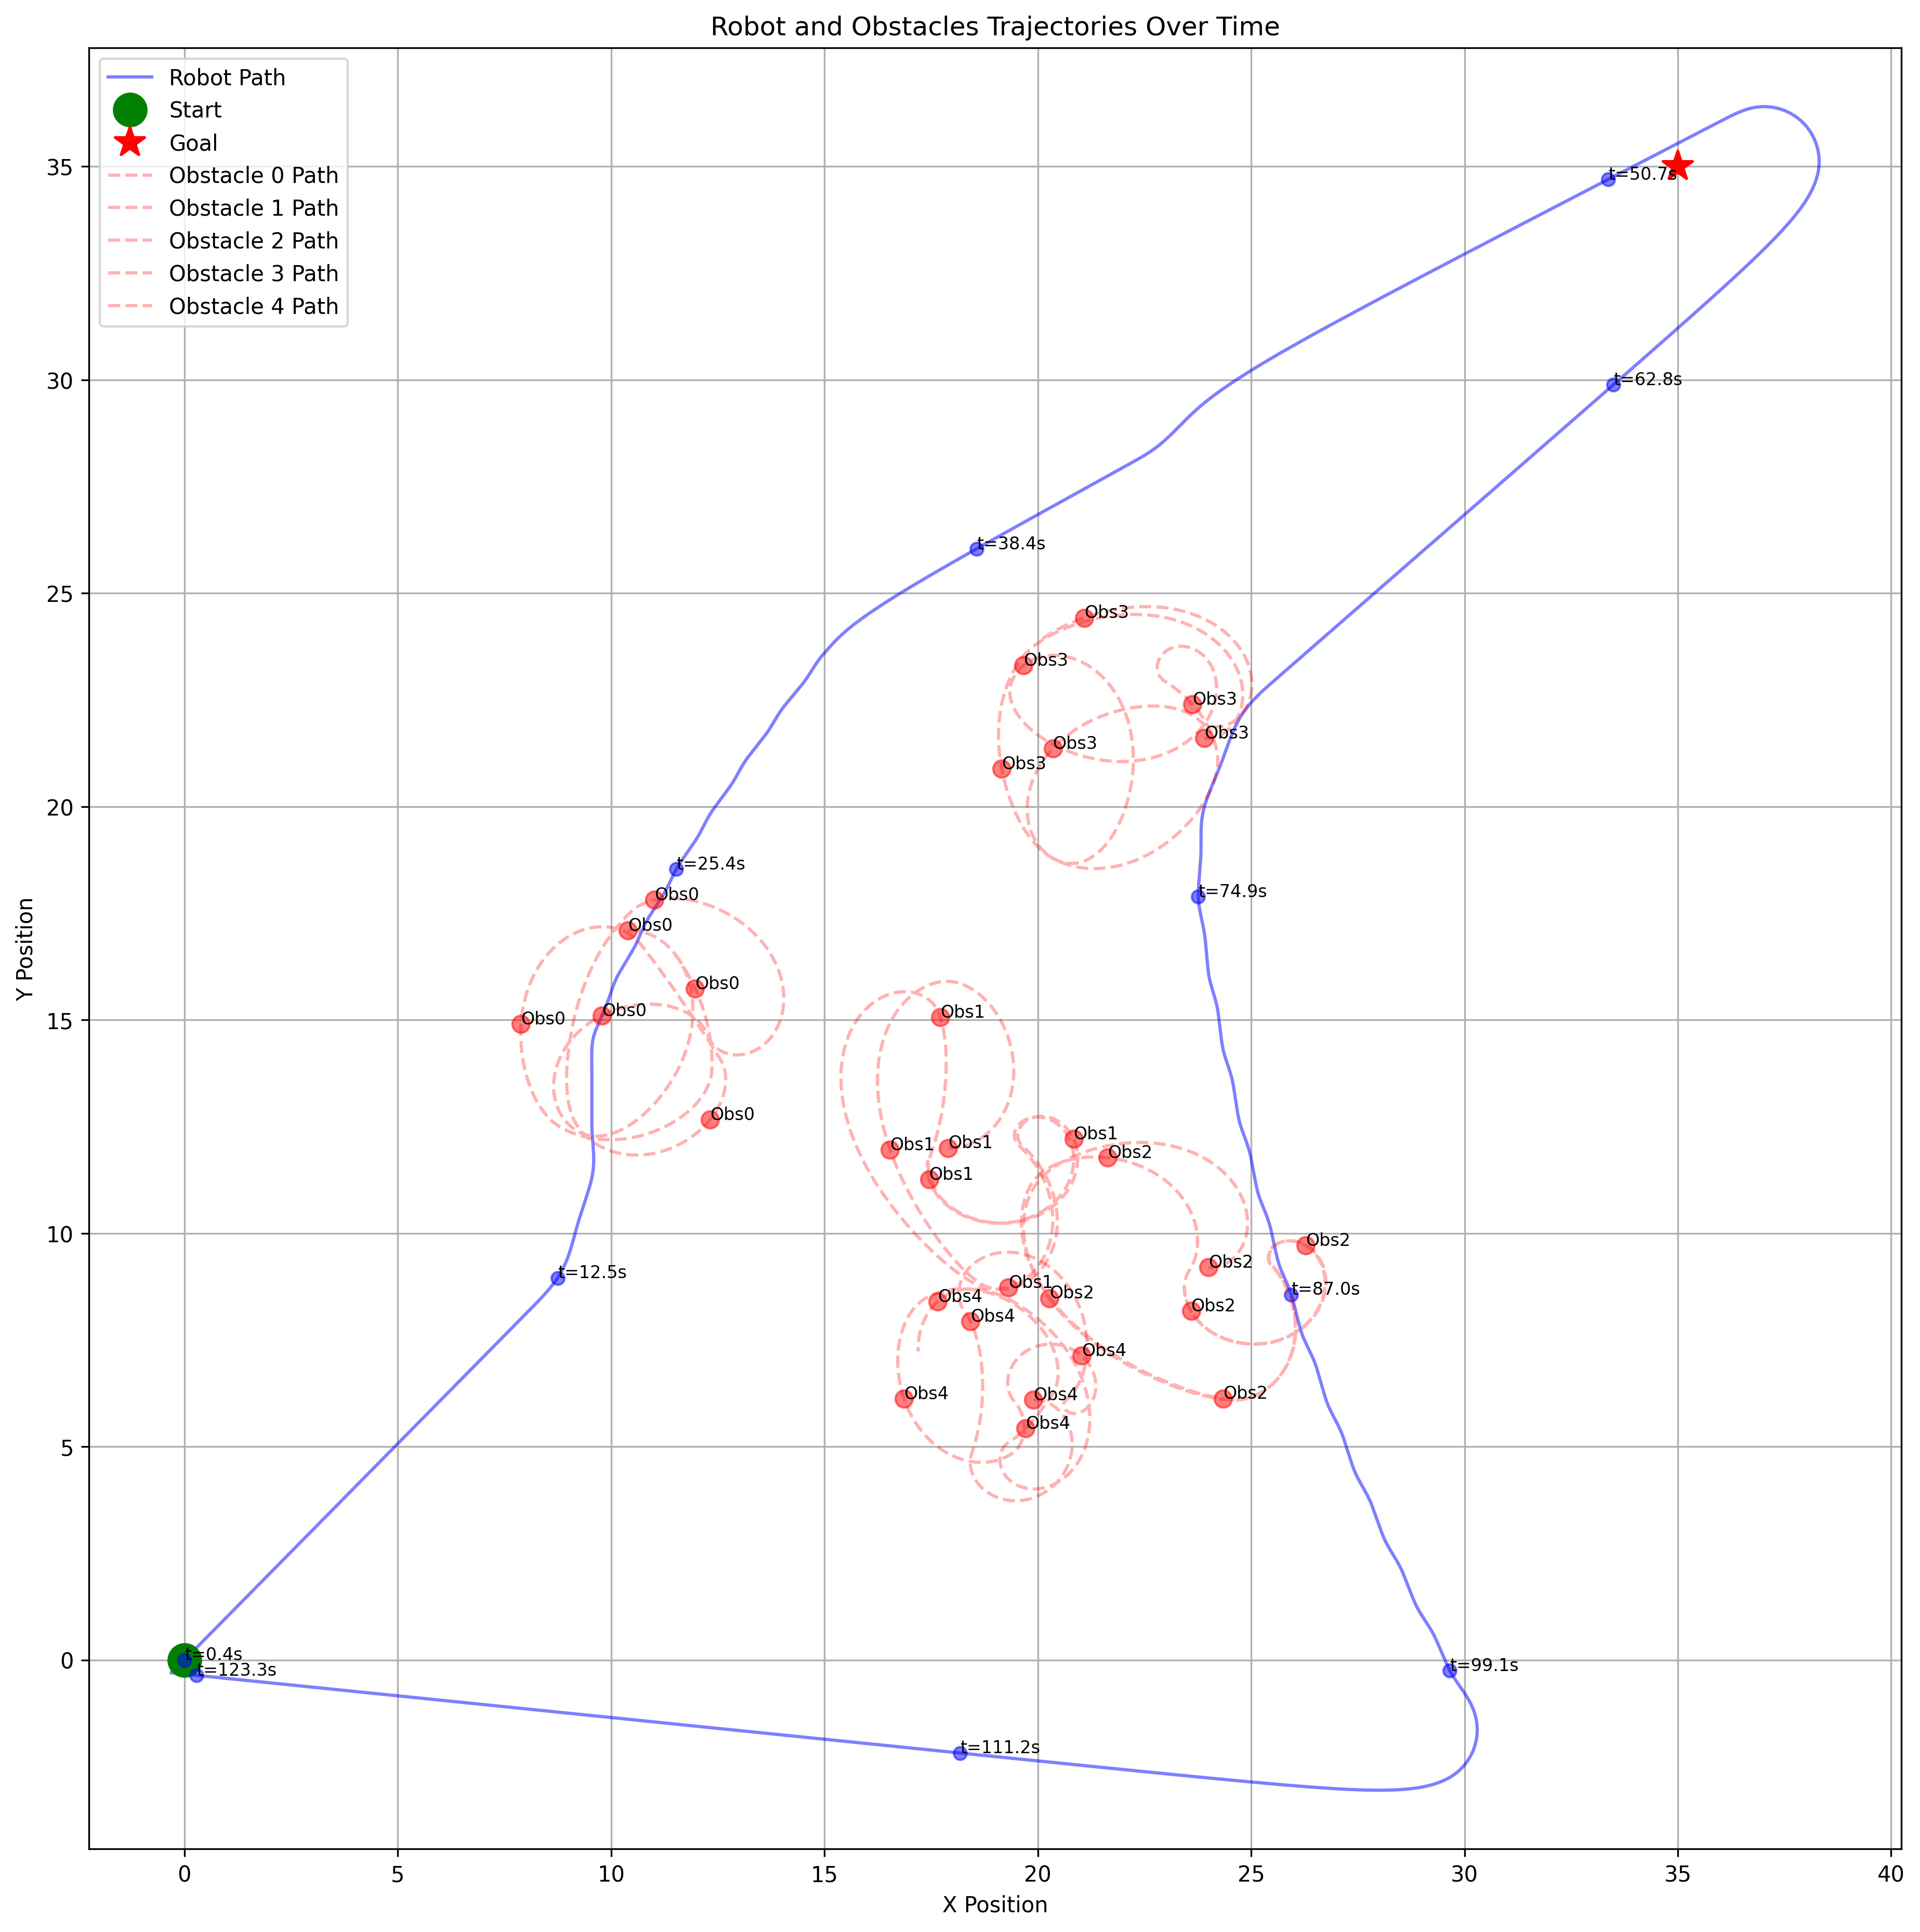 Robot and Obstacles Trajectories Over Time
Robot Path
Start
Goal
Obstacle 0 Path
Obstacle 1 Path
Obstacle 2 Path
Obstacle 3 Path
Obstacle 4 Path
Y Position
35
30
25
20
15
10
5
0
t=50.7s
t=62.8s
t=38.4s
Obs3
Obs3
Obs3
Obs3
Obs3
Obs3
t=25.4s
t=74.9s
Obs0
Obs0
Obs0
Obs0
Obs0
Obs0
Obs1
Obs1
Obs1
Obs1
Obs1
Obs2
Obs2
Obs2
t=12.5s
t=87.0s
Obs1
Obs2
Obs2
Obs4
Obs4
Obs4
Obs4
Obs4
Obs2
Obs4
t=0.4s
t=123.3s
t=99.1s
t=111.2s
0
5
10
15
20
25
30
35
40
X Position